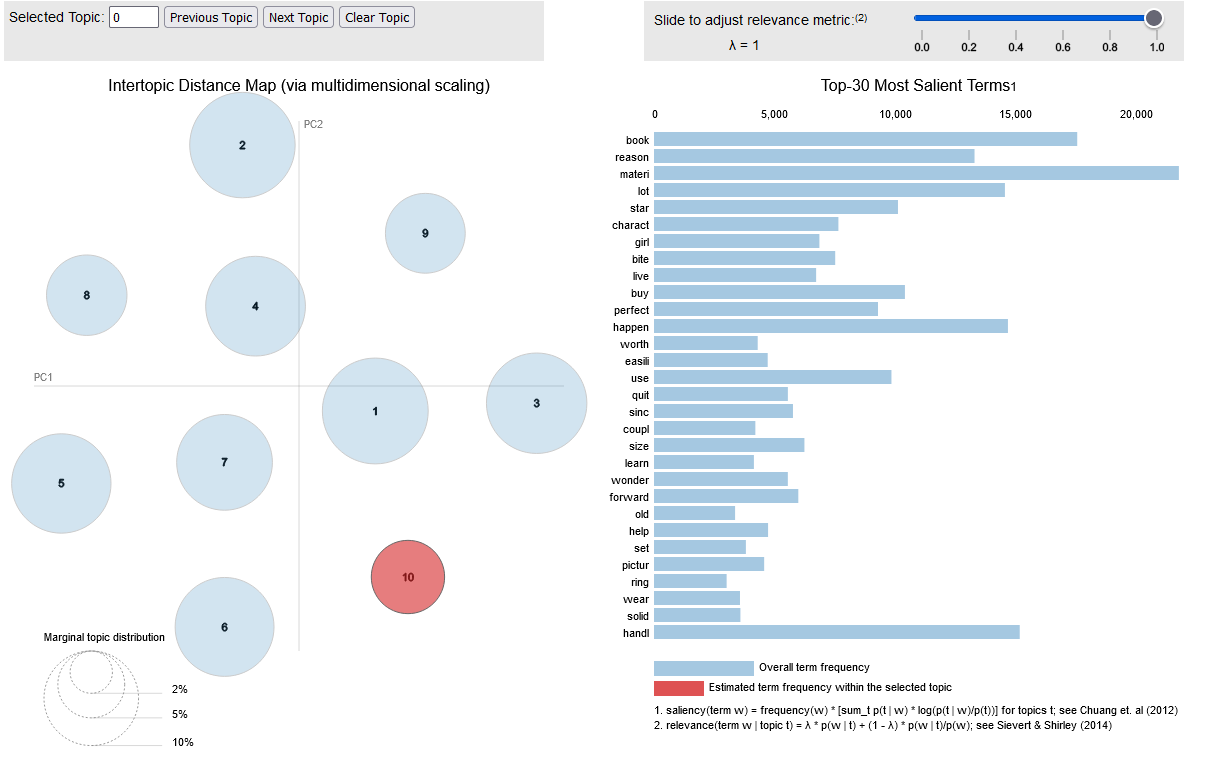 Selected Topic: 0 Previous Topic Next Topic Clear Topic
Slide to adjust relevance metric:(2)
λ = 1
0.0 0.2 0.4 0.6 0.8 1.0
Intertopic Distance Map (via multidimensional scaling)
PC2
PC1
2
9
8
4
1
3
7
5
10
6
Marginal topic distribution
2%
5%
10%
Top-30 Most Salient Terms1
0 5,000 10,000 15,000 20,000
book
reason
materi
lot
star
charact
girl
bite
live
buy
perfect
happen
worth
easili
use
quit
sinc
coupl
size
learn
wonder
forward
old
help
set
pictur
ring
wear
solid
handl
Overall term frequency
Estimated term frequency within the selected topic
1. saliency(term w) = frequency(w) * [sum_t p(t | w) * log(p(t | w)/p(t))] for topics t; see Chuang et. al (2012)
2. relevance(term w | topic t) = λ * p(w | t) + (1 - λ) * p(w | t)/p(w); see Sievert & Shirley (2014)